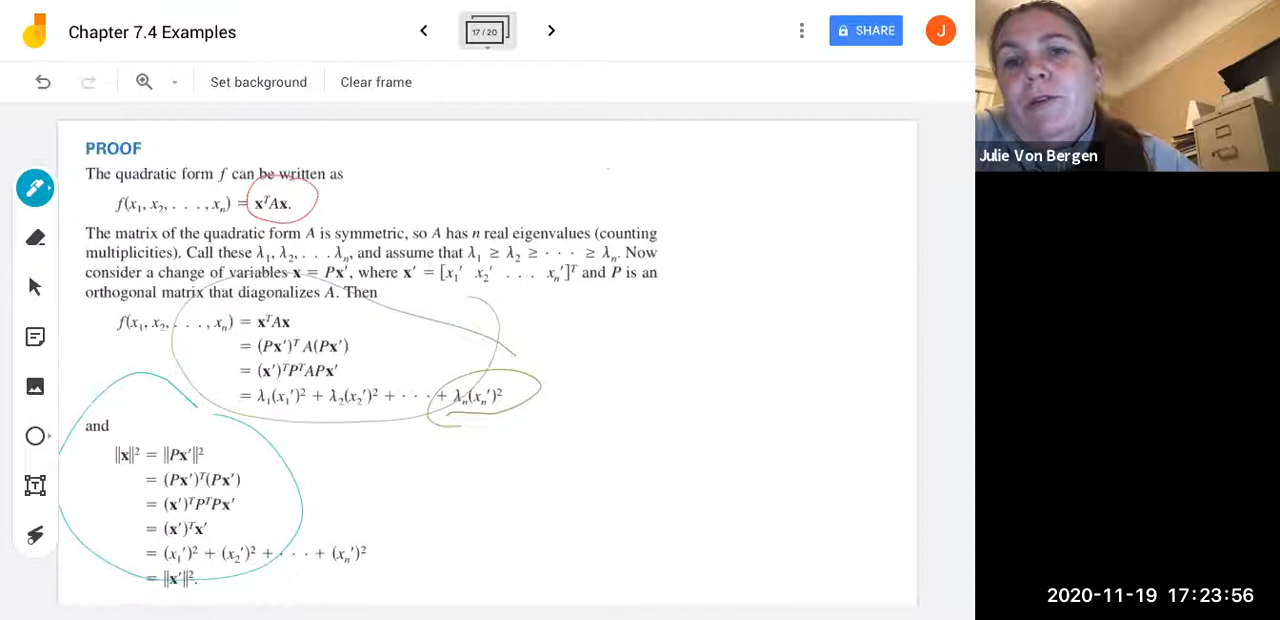 Chapter 7.4 Examples
17 / 20
SHARE
J
Set background
Clear frame
Julie Von Bergen
PROOF
The quadratic form f can be written as
f(x₁, x₂, . . . , xₙ) = xᵀAx.
The matrix of the quadratic form A is symmetric, so A has n real eigenvalues (counting
multiplicities). Call these λ₁, λ₂, . . . λₙ, and assume that λ₁ ≥ λ₂ ≥ · · · ≥ λₙ. Now
consider a change of variables x = Px′, where x′ = [x₁′ x₂′ . . . xₙ′]ᵀ and P is an
orthogonal matrix that diagonalizes A. Then
f(x₁, x₂, . . . , xₙ) = xᵀAx
= (Px′)ᵀ A(Px′)
= (x′)ᵀPᵀAPx′
= λ₁(x₁′)² + λ₂(x₂′)² + · · · + λₙ(xₙ′)²
and
||x||² = ||Px′||²
= (Px′)ᵀ(Px′)
= (x′)ᵀPᵀPx′
= (x′)ᵀx′
= (x₁′)² + (x₂′)² + · · · + (xₙ′)²
= ||x′||².
2020-11-19 17:23:56